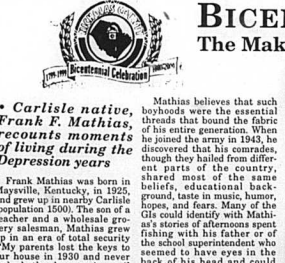 1799-1999
Bicentennial Celebration
BICE
The Mak
• Carlisle native,
Frank F. Mathias,
recounts moments
of living during the
Depression years
Frank Mathias was born in
Maysville, Kentucky, in 1925,
and grew up in nearby Carlisle
(population 1500). The son of a
teacher and a wholesale gro-
cery salesman, Mathias grew
up in an era of total security
"My parents lost the keys to
our house in 1930 and never
Mathias believes that such
boyhoods were the essential
threads that bound the fabric
of his entire generation. When
he joined the army in 1943, he
discovered that his comrades,
though they hailed from differ-
ent parts of the country,
shared most of the same
beliefs, educational back-
ground, taste in music, humor,
hopes, and fears. Many of the
GIs could identify with Mathi-
as's stories of afternoons spent
fishing with his father or of
the school superintendent who
seemed to have eyes in the
back of his head and could